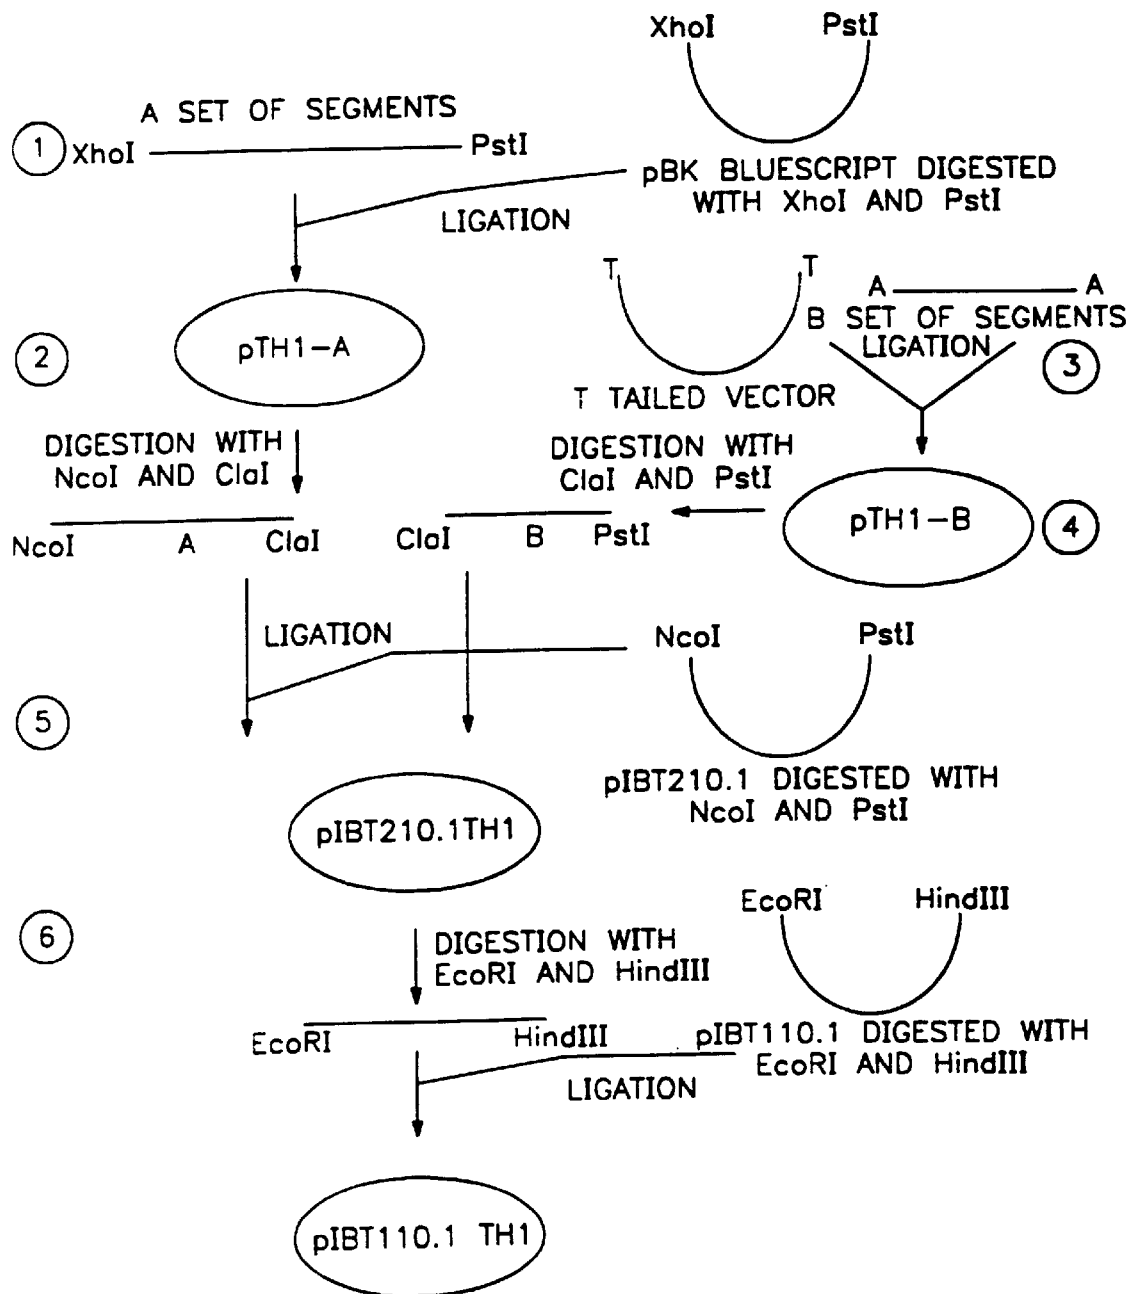 XhoI PstI
A SET OF SEGMENTS
1 XhoI PstI
pBK BLUESCRIPT DIGESTED
WITH XhoI AND PstI
LIGATION
T T
A A
B SET OF SEGMENTS
LIGATION
2
pTH1-A
3
T TAILED VECTOR
DIGESTION WITH
NcoI AND ClaI
DIGESTION WITH
ClaI AND PstI
pTH1-B
4
NcoI A ClaI
ClaI B PstI
LIGATION
NcoI PstI
5
pIBT210.1 DIGESTED WITH
NcoI AND PstI
pIBT210.1TH1
EcoRI HindIII
6
DIGESTION WITH
EcoRI AND HindIII
EcoRI HindIII
pIBT110.1 DIGESTED WITH
EcoRI AND HindIII
LIGATION
pIBT110.1 TH1